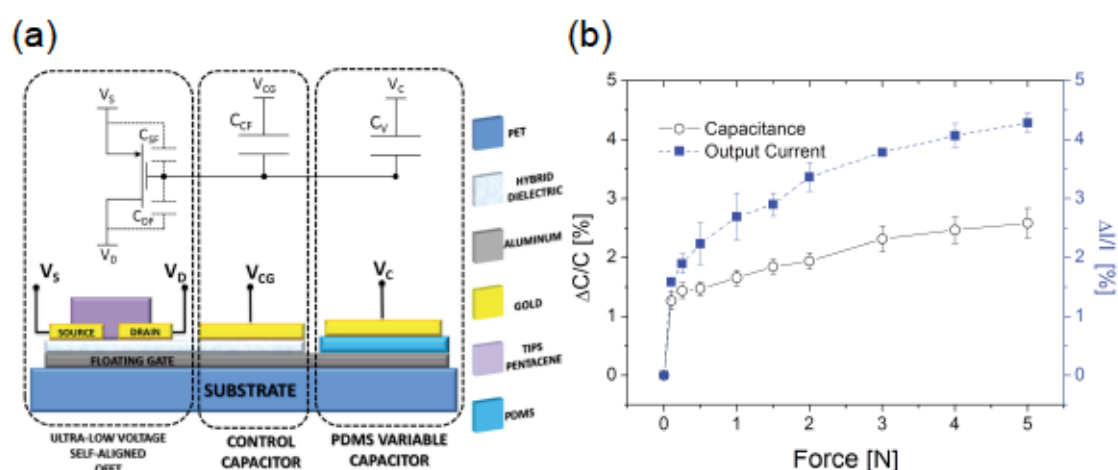 (a)
V_S
C_SF
C_DF
V_D
V_CG
C_CF
V_C
C_V
V_S
V_D
V_CG
V_C
SOURCE
DRAIN
FLOATING GATE
SUBSTRATE
ULTRA-LOW VOLTAGE
SELF-ALIGNED
OFET
CONTROL
CAPACITOR
PDMS VARIABLE
CAPACITOR
PET
HYBRID
DIELECTRIC
ALUMINUM
GOLD
TIPS
PENTACENE
PDMS
(b)
Capacitance
Output Current
ΔC/C [%]
5
4
3
2
1
0
0 1 2 3 4 5
Force [N]
5
4
3
2
1
0
ΔI/I [%]